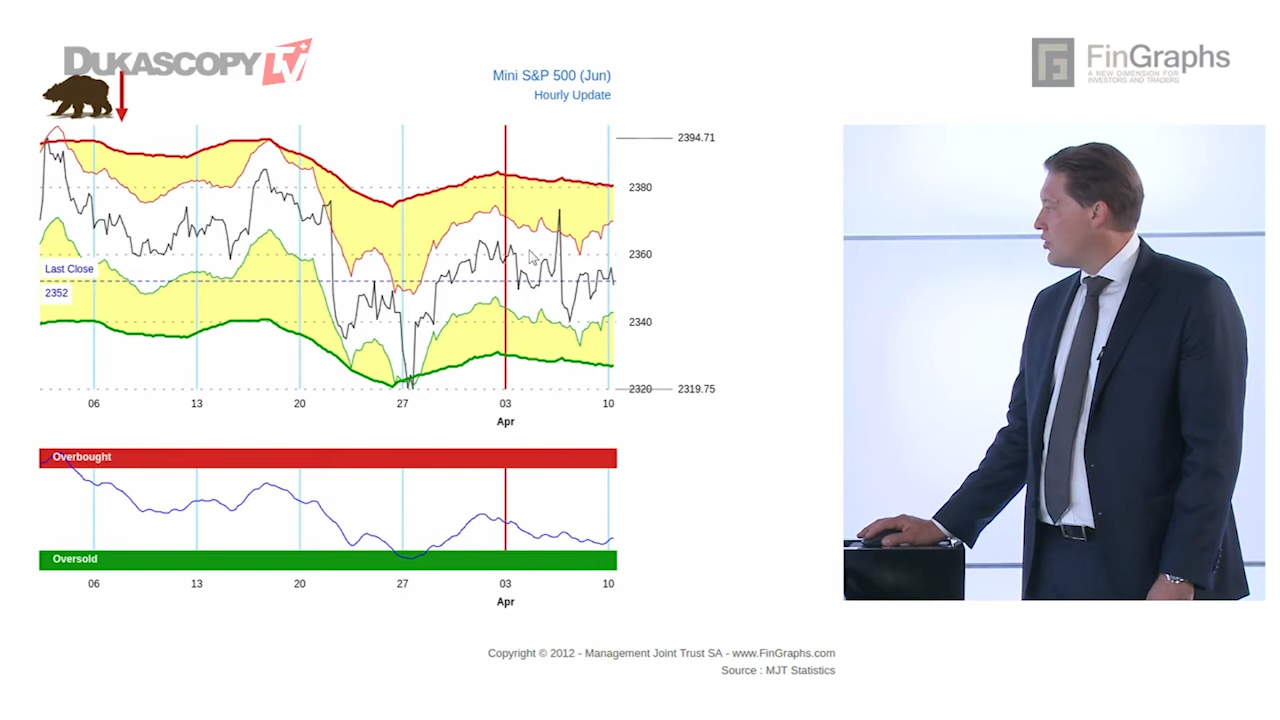 DUKASCOPY TV
FinGraphs
A NEW DIMENSION FOR
INVESTORS AND TRADERS
Mini S&P 500 (Jun)
Hourly Update
2394.71
2380
2360
Last Close
2352
2340
2320
2319.75
06
13
20
27
03
10
Apr
Overbought
Oversold
06
13
20
27
03
10
Apr
Copyright © 2012 - Management Joint Trust SA - www.FinGraphs.com
Source : MJT Statistics